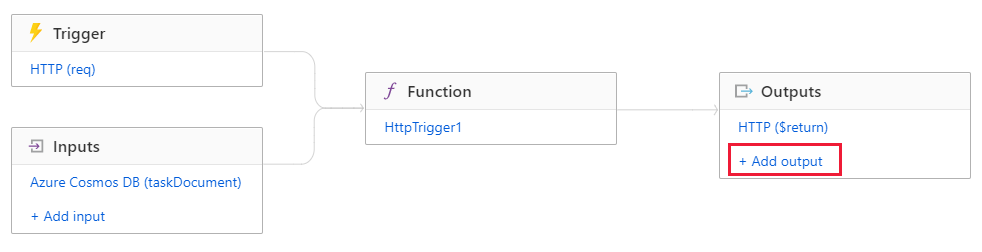 Trigger
HTTP (req)
Inputs
Azure Cosmos DB (taskDocument)
+ Add input
Function
HttpTrigger1
Outputs
HTTP ($return)
+ Add output